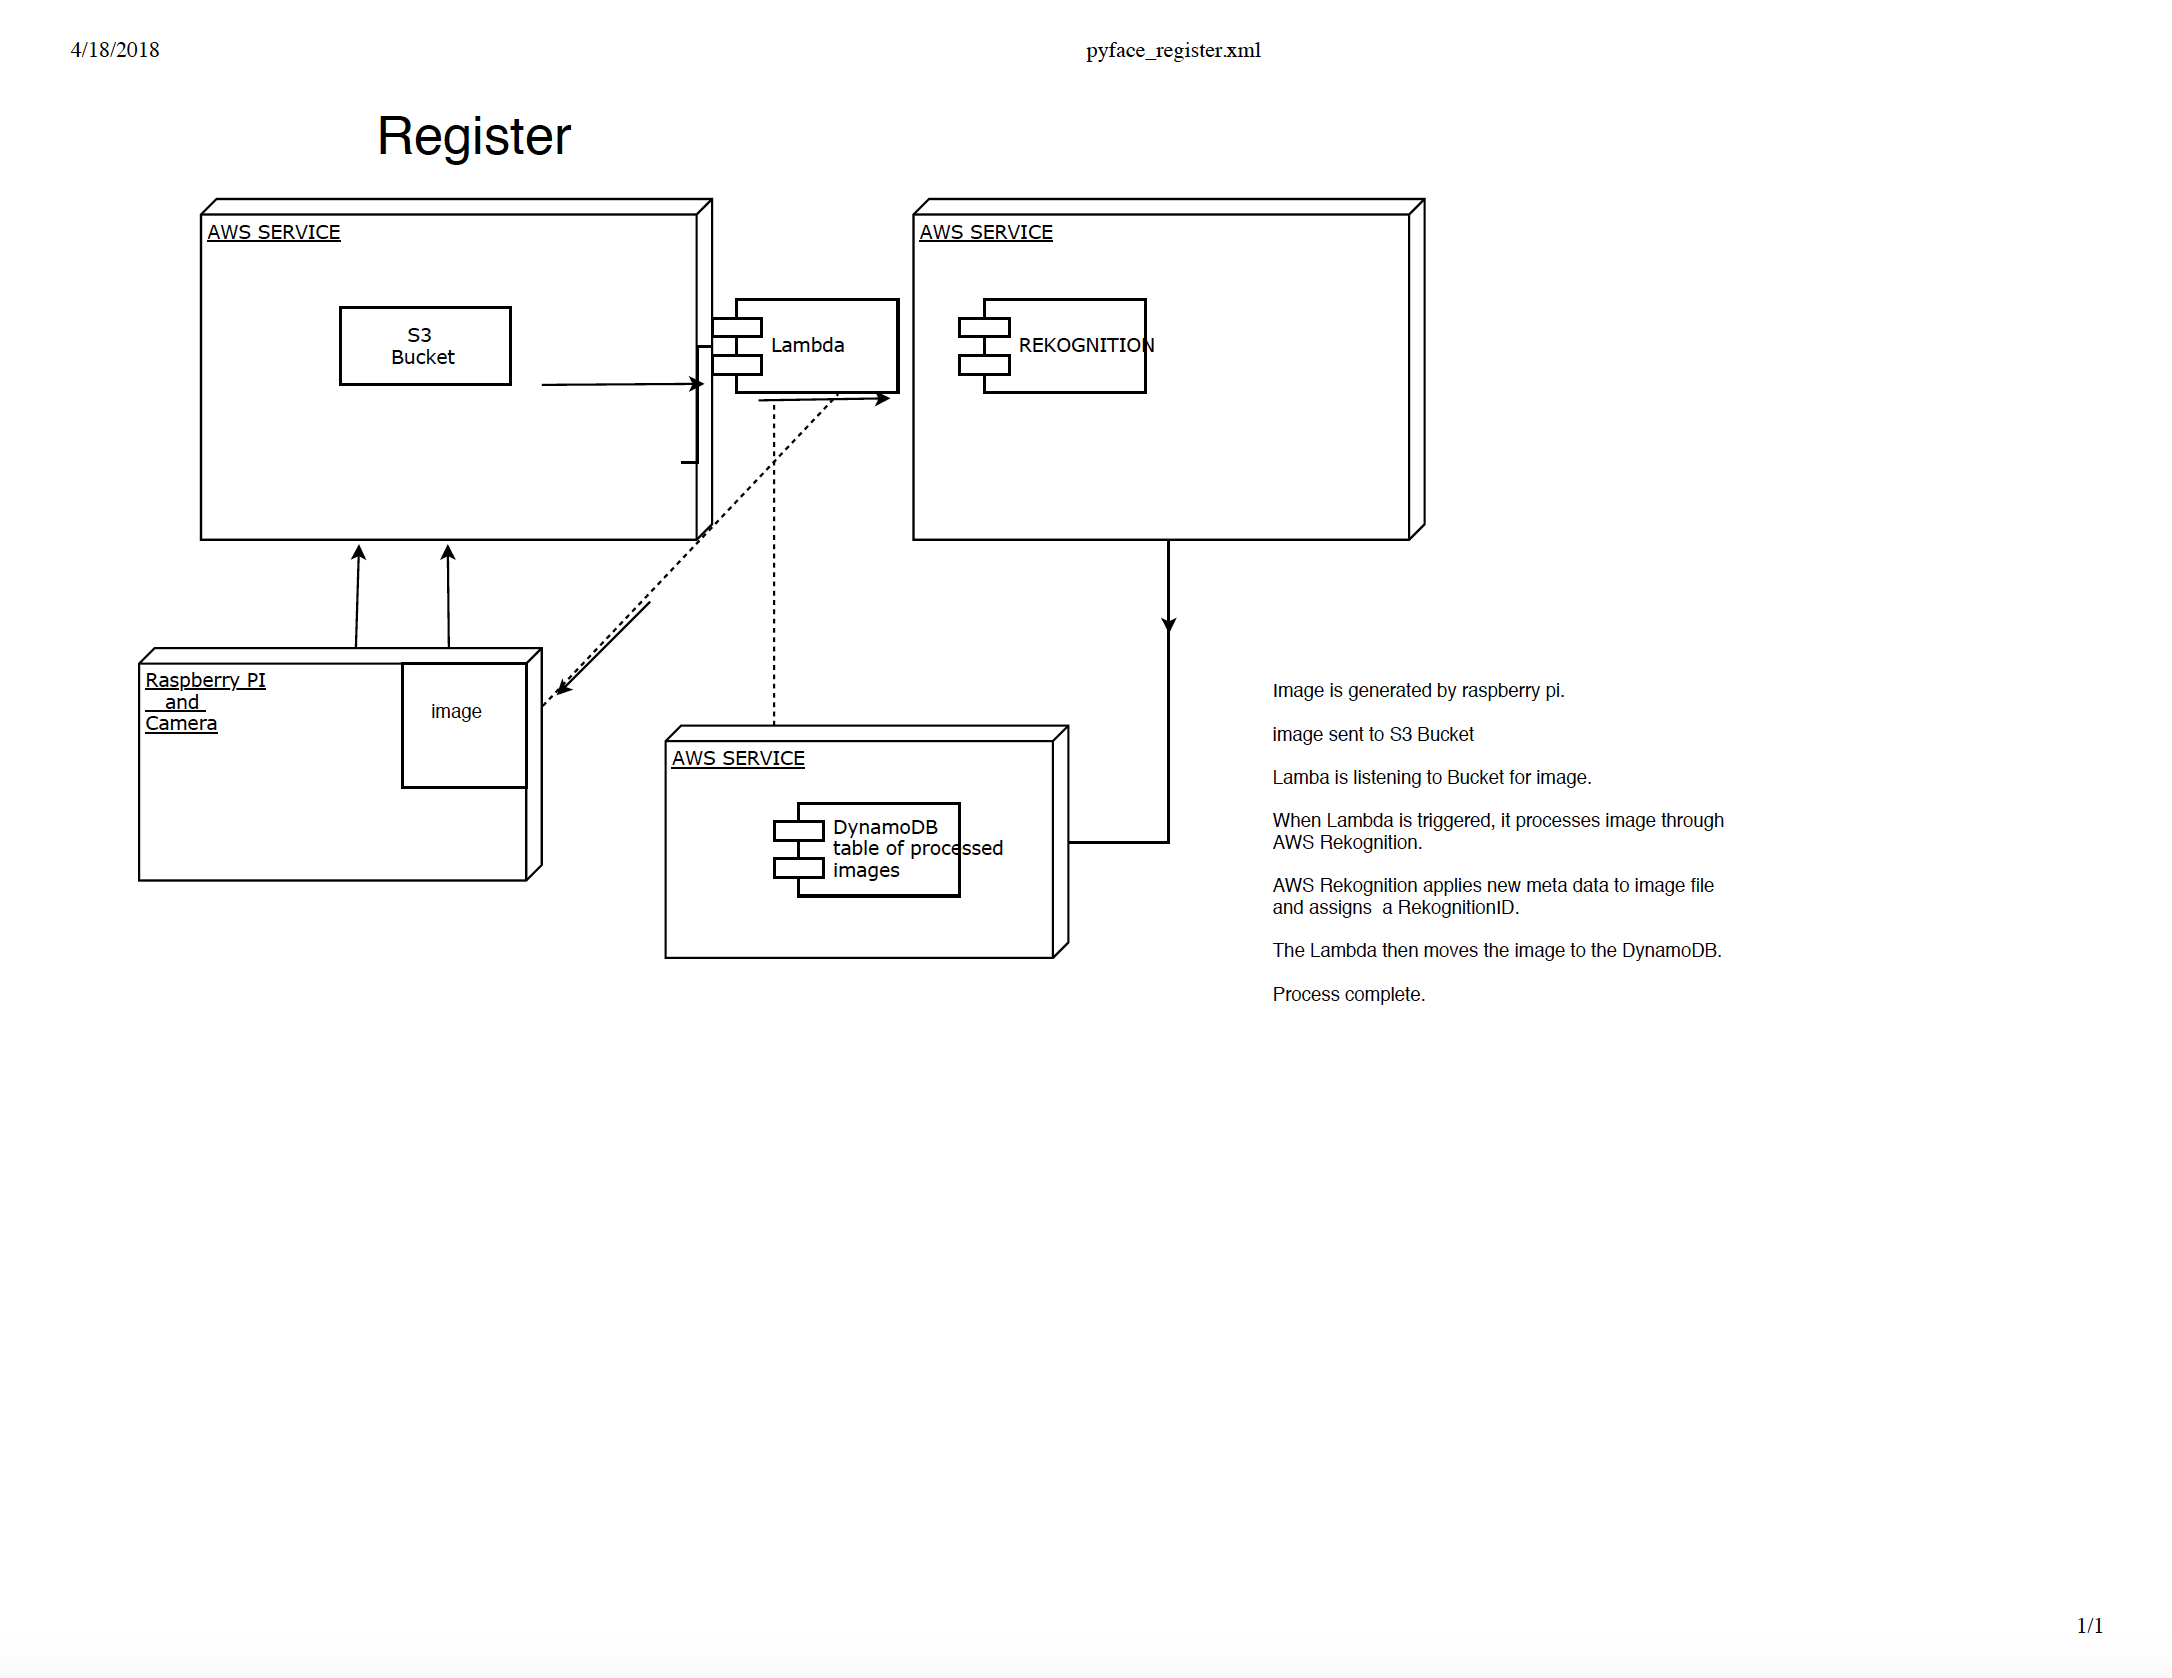 4/18/2018
pyface_register.xml
Register
AWS SERVICE
S3
Bucket
Lambda
AWS SERVICE
REKOGNITION
Raspberry PI
and
Camera
image
AWS SERVICE
DynamoDB
table of processed
images
Image is generated by raspberry pi.
image sent to S3 Bucket
Lamba is listening to Bucket for image.
When Lambda is triggered, it processes image through
AWS Rekognition.
AWS Rekognition applies new meta data to image file
and assigns  a RekognitionID.
The Lambda then moves the image to the DynamoDB.
Process complete.
1/1